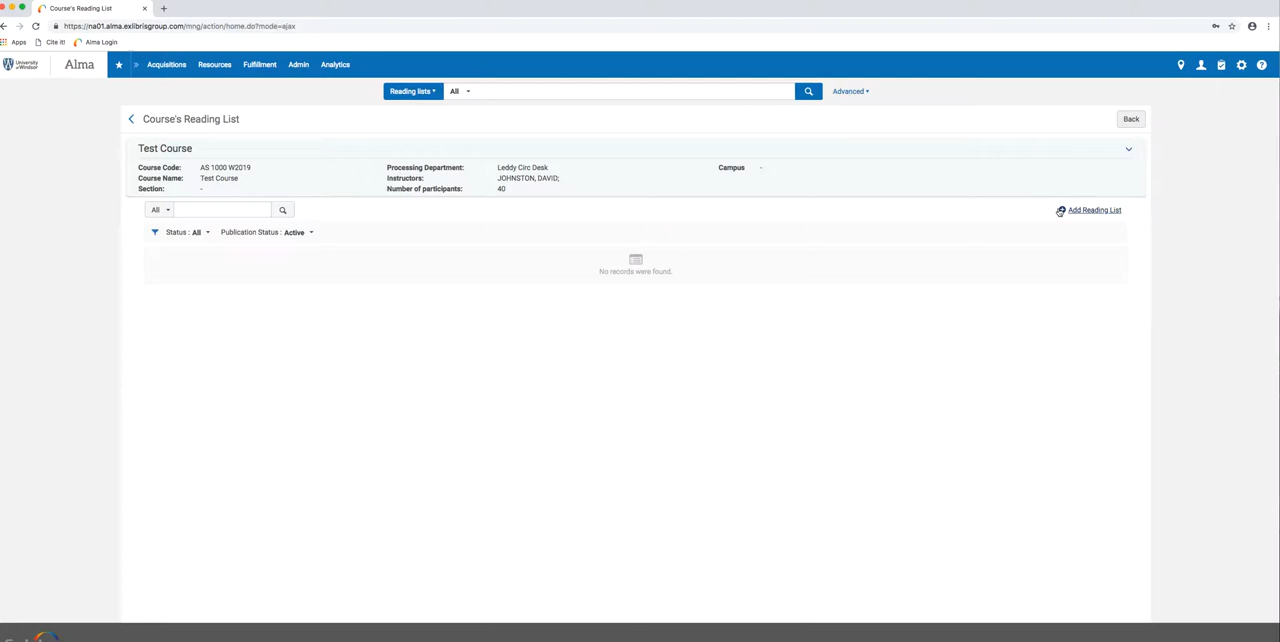 Course's Reading List
https://na01.alma.exlibrisgroup.com/mng/action/home.do?mode=ajax
Apps Cite it! Alma Login
University of Windsor Alma Acquisitions Resources Fulfillment Admin Analytics
Reading lists All Advanced
Course's Reading List Back
Test Course
Course Code: AS 1000 W2019 Processing Department: Leddy Circ Desk Campus -
Course Name: Test Course Instructors: JOHNSTON, DAVID;
Section: - Number of participants: 40
All Add Reading List
Status : All Publication Status : Active
No records were found.